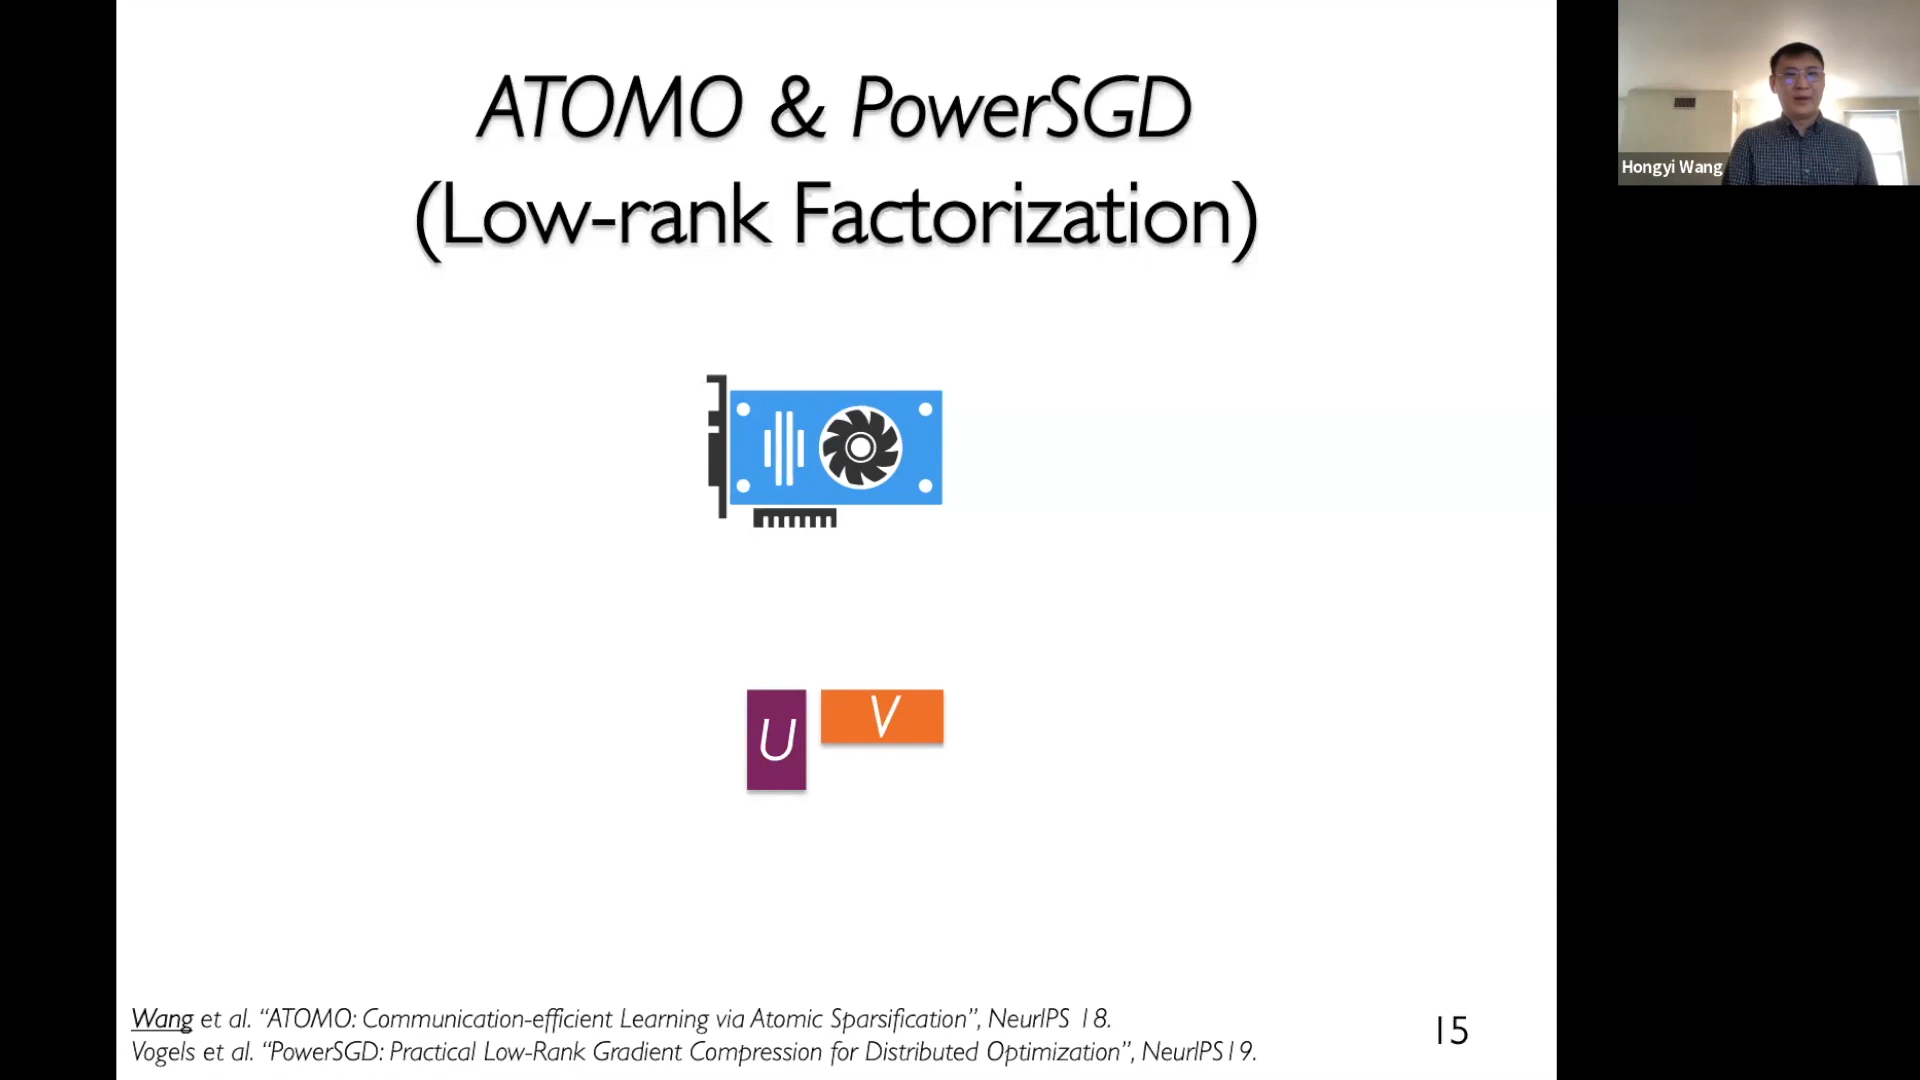 ATOMO & PowerSGD
(Low-rank Factorization)
Hongyi Wang
U
V
Wang et al. “ATOMO: Communication-efficient Learning via Atomic Sparsification”, NeurIPS 18.
Vogels et al. “PowerSGD: Practical Low-Rank Gradient Compression for Distributed Optimization”, NeurIPS19.
15